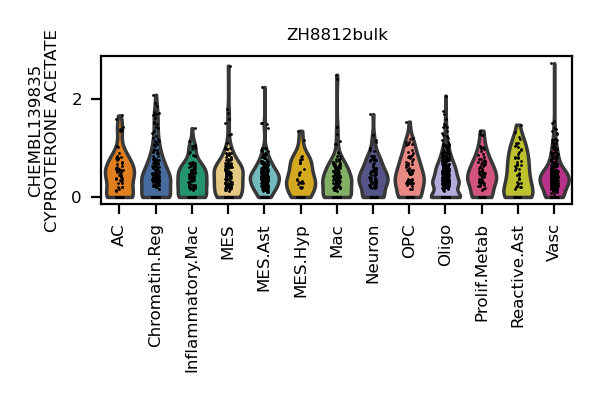 ZH8812bulk
CHEMBL139835
CYPROTERONE ACETATE
2
0
AC
Chromatin.Reg
Inflammatory.Mac
MES
MES.Ast
MES.Hyp
Mac
Neuron
OPC
Oligo
Prolif.Metab
Reactive.Ast
Vasc